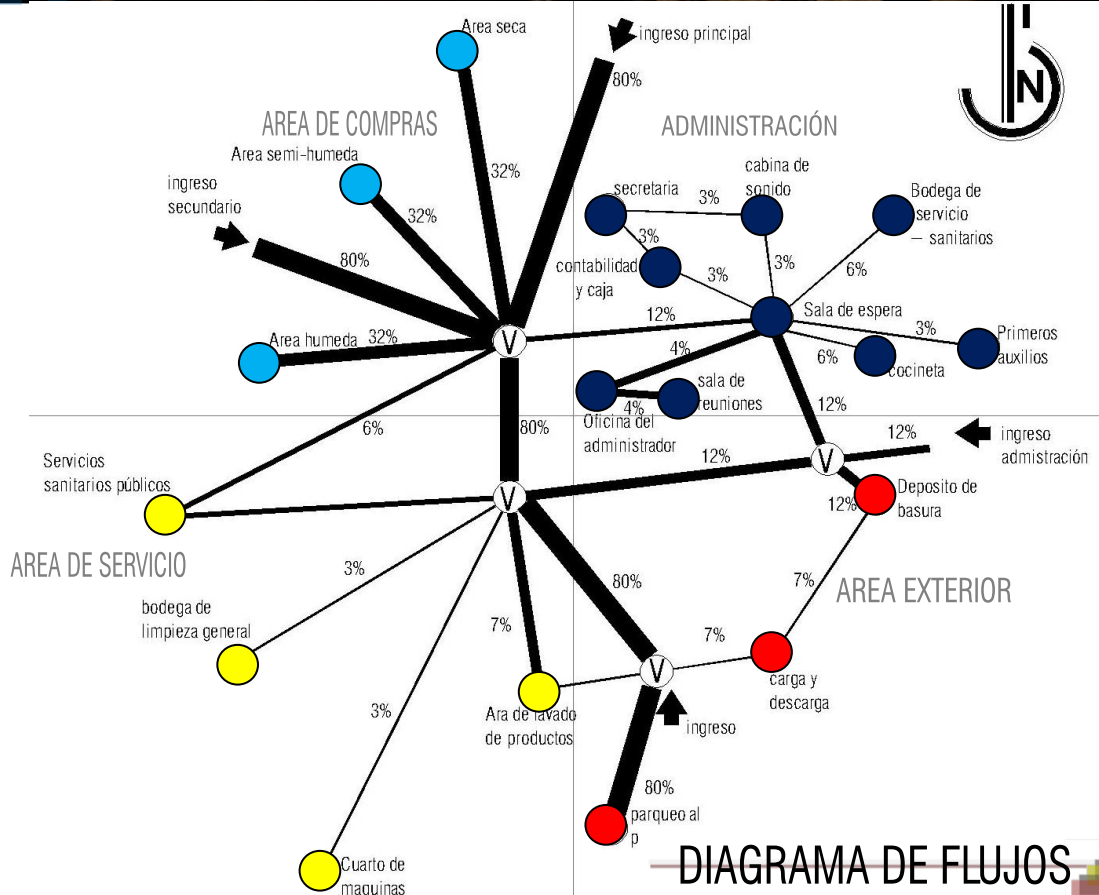 Area seca
ingreso principal
80%
N
AREA DE COMPRAS
ADMINISTRACIÓN
Area semi-humeda
32%
32%
ingreso
secundario
80%
secretaria
3%
cabina de
sonido
Bodega de
servicio
– sanitarios
3%
contabilidad
y caja
3%
3%
6%
Area humeda
32%
V
12%
Sala de espera
3%
Primeros
auxilios
6%
cocineta
4%
sala de
reuniones
4%
Oficina del
administrador
12%
6%
80%
12%
12%
ingreso
admistración
Servicios
sanitarios públicos
V
V
12%
Deposito de
basura
AREA DE SERVICIO
3%
80%
7%
AREA EXTERIOR
bodega de
limpieza general
7%
7%
V
carga y
descarga
3%
Ara de lavado
de productos
ingreso
80%
parqueo al
p
Cuarto de
maquinas
DIAGRAMA DE FLUJOS